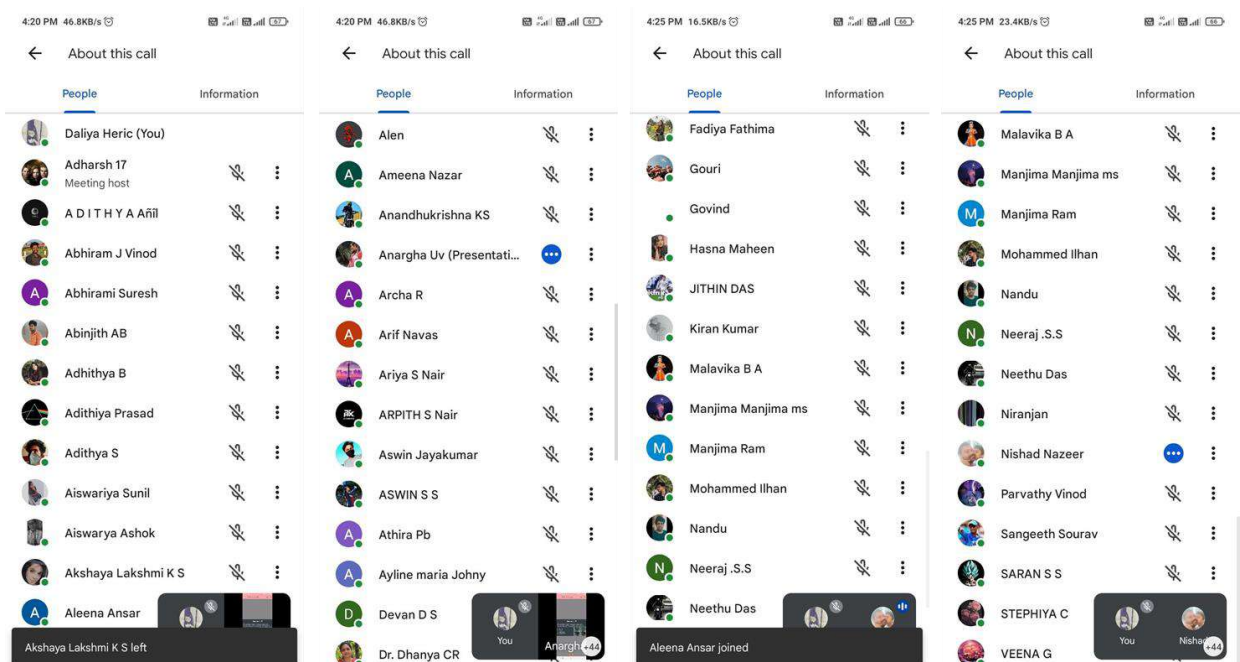 4:20 PM 46.8KB/s
67
About this call
People Information
Daliya Heric (You)
Adharsh 17
Meeting host
A D I T H Y A Añïl
Abhiram J Vinod
A Abhirami Suresh
Abinjith AB
Adhithya B
Adithiya Prasad
Adithya S
Aiswariya Sunil
Aiswarya Ashok
Akshaya Lakshmi K S
A Aleena Ansar
Akshaya Lakshmi K S left
4:20 PM 46.8KB/s
67
About this call
People Information
Alen
A Ameena Nazar
Anandhukrishna KS
Anargha Uv (Presentati...
A Archa R
A Arif Navas
Ariya S Nair
ARPITH S Nair
Aswin Jayakumar
ASWIN S S
A Athira Pb
A Ayline maria Johny
D Devan D S
Dr. Dhanya CR
You
Anargh
+44
4:25 PM 16.5KB/s
66
About this call
People Information
Fadiya Fathima
Gouri
Govind
Hasna Maheen
JITHIN DAS
Kiran Kumar
Malavika B A
Manjima Manjima ms
M Manjima Ram
Mohammed Ilhan
Nandu
N Neeraj .S.S
Neethu Das
Aleena Ansar joined
4:25 PM 23.4KB/s
66
About this call
People Information
Malavika B A
Manjima Manjima ms
M Manjima Ram
Mohammed Ilhan
Nandu
N Neeraj .S.S
Neethu Das
Niranjan
Nishad Nazeer
Parvathy Vinod
Sangeeth Sourav
SARAN S S
STEPHIYA C
VEENA G
You
Nisha
+44